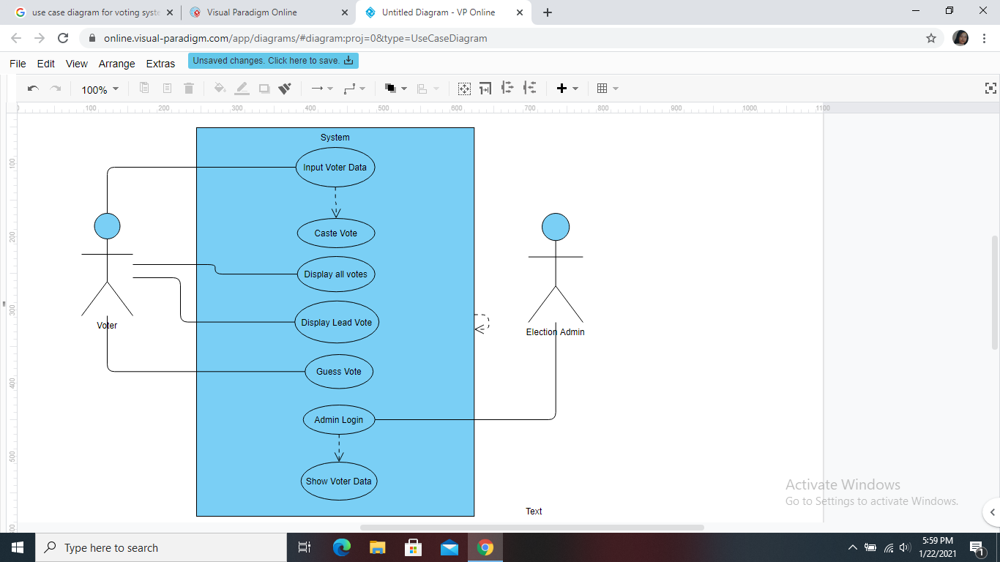 use case diagram for voting syste
Visual Paradigm Online
Untitled Diagram - VP Online
online.visual-paradigm.com/app/diagrams/#diagram:proj=0&type=UseCaseDiagram
File Edit View Arrange Extras
Unsaved changes. Click here to save.
100%
100 200 300 400 500 600 700 800 900 1000 1100
100
200
300
400
500
System
Input Voter Data
Caste Vote
Display all votes
Display Lead Vote
Voter
Election Admin
Guess Vote
Admin Login
Show Voter Data
Text
Activate Windows
Go to Settings to activate Windows.
Type here to search
5:59 PM
1/22/2021
1